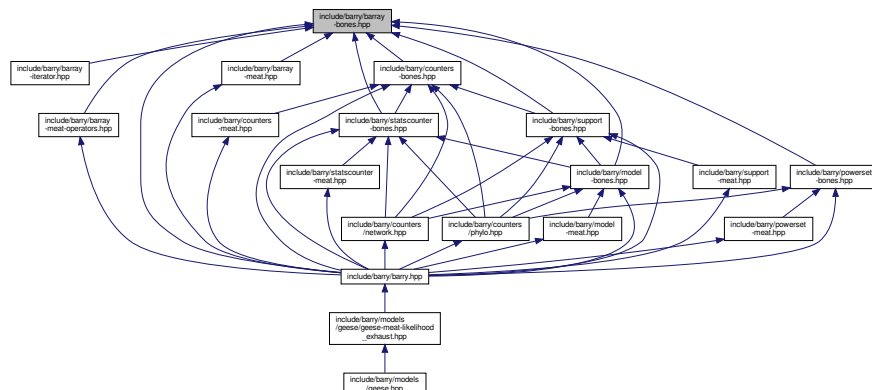 include/barry/barray
-bones.hpp
include/barry/barray
-iterator.hpp
include/barry/barray
-meat.hpp
include/barry/counters
-bones.hpp
include/barry/barray
-meat-operators.hpp
include/barry/counters
-meat.hpp
include/barry/statscounter
-bones.hpp
include/barry/support
-bones.hpp
include/barry/statscounter
-meat.hpp
include/barry/model
-bones.hpp
include/barry/support
-meat.hpp
include/barry/powerset
-bones.hpp
include/barry/counters
/network.hpp
include/barry/counters
/phylo.hpp
include/barry/model
-meat.hpp
include/barry/powerset
-meat.hpp
include/barry/barry.hpp
include/barry/models
/geese/geese-meat-likelihood
_exhaust.hpp
include/barry/models
/geese.hpp